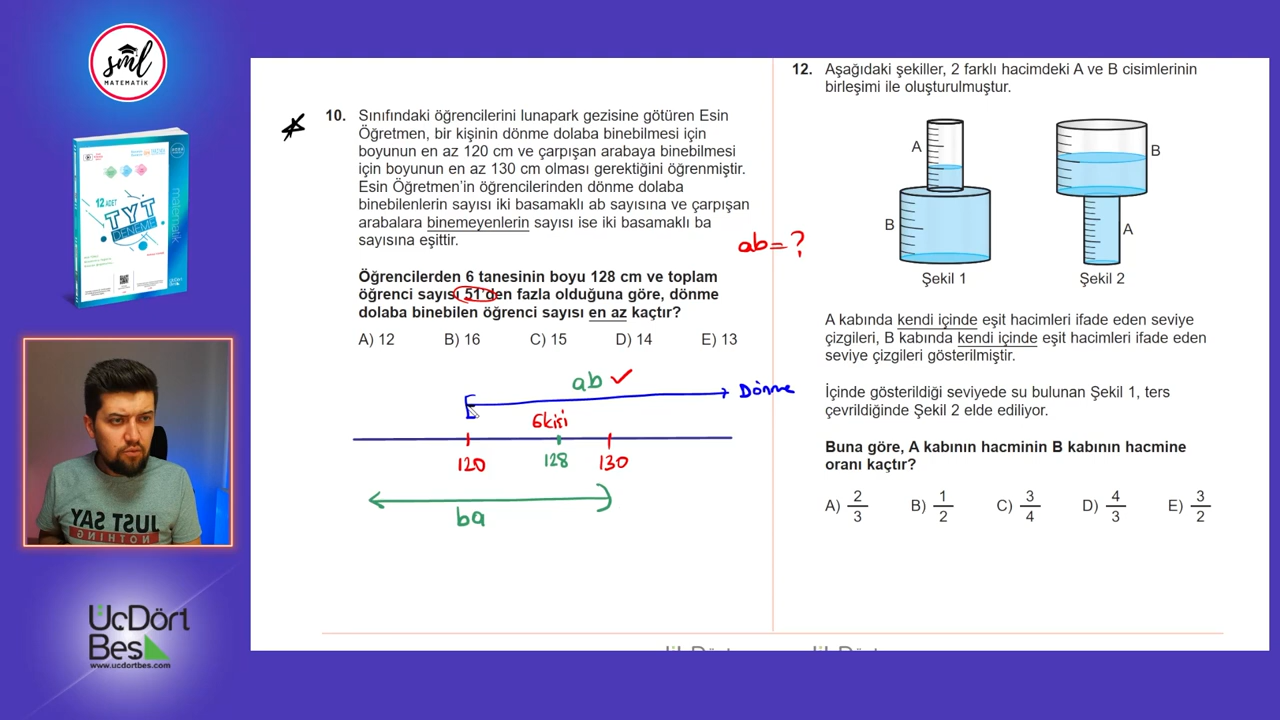 sml
MATEMATİK
12 ADET
TYT
DENEME
matematik
JUST SAY
NOTHING
ÜcDört
Bes
www.ucdortbes.com
10. Sınıfındaki öğrencilerini lunapark gezisine götüren Esin
Öğretmen, bir kişinin dönme dolaba binebilmesi için
boyunun en az 120 cm ve çarpışan arabaya binebilmesi
için boyunun en az 130 cm olması gerektiğini öğrenmiştir.
Esin Öğretmen'in öğrencilerinden dönme dolaba
binebilenlerin sayısı iki basamaklı ab sayısına ve çarpışan
arabalara binemeyenlerin sayısı ise iki basamaklı ba
sayısına eşittir.
ab=?
Öğrencilerden 6 tanesinin boyu 128 cm ve toplam
öğrenci sayısı 51'den fazla olduğuna göre, dönme
dolaba binebilen öğrenci sayısı en az kaçtır?
A) 12 B) 16 C) 15 D) 14 E) 13
ab
Dönme
6kişi
120 128 130
ba
12. Aşağıdaki şekiller, 2 farklı hacimdeki A ve B cisimlerinin
birleşimi ile oluşturulmuştur.
A
B
B
A
Şekil 1 Şekil 2
A kabında kendi içinde eşit hacimleri ifade eden seviye
çizgileri, B kabında kendi içinde eşit hacimleri ifade eden
seviye çizgileri gösterilmiştir.
İçinde gösterildiği seviyede su bulunan Şekil 1, ters
çevrildiğinde Şekil 2 elde ediliyor.
Buna göre, A kabının hacminin B kabının hacmine
oranı kaçtır?
A) 2/3 B) 1/2 C) 3/4 D) 4/3 E) 3/2